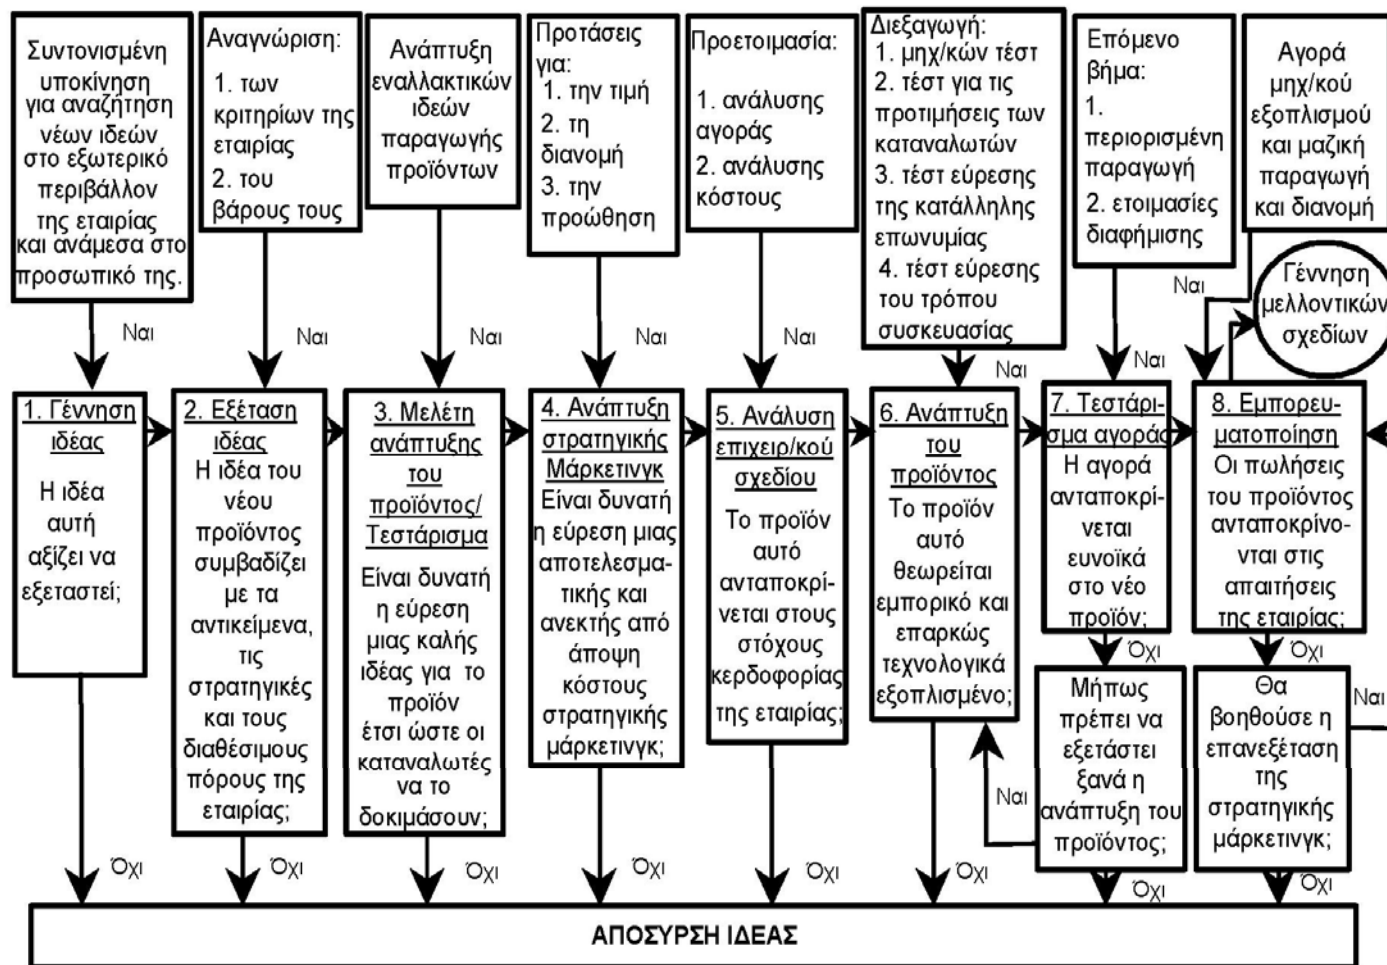 Συντονισμένη
υποκίνηση
για αναζήτηση
νέων ιδεών
στο εξωτερικό
περιβάλλον
της εταιρίας
και ανάμεσα στο
προσωπικό της.
Αναγνώριση:
1. των
κριτηρίων της
εταιρίας
2. του
βάρους τους
Ανάπτυξη
εναλλακτικών
ιδεών
παραγωγής
προϊόντων
Προτάσεις
για:
1. την τιμή
2. τη
διανομή
3. την
προώθηση
Προετοιμασία:
1. ανάλυσης
αγοράς
2. ανάλυσης
κόστους
Διεξαγωγή:
1. μηχ/κών τέστ
2. τέστ για τις
προτιμήσεις των
καταναλωτών
3. τέστ εύρεσης
της κατάλληλης
επωνυμίας
4. τέστ εύρεσης
του τρόπου
συσκευασίας
Επόμενο
βήμα:
1.
περιορισμένη
παραγωγή
2. ετοιμασίες
διαφήμισης
Αγορά
μηχ/κού
εξοπλισμού
και μαζική
παραγωγή
και διανομή
Γέννηση
μελλοντικών
σχεδίων
Ναι
Ναι
Ναι
Ναι
Ναι
Ναι
Ναι
Ναι
1. Γέννηση
ιδέας
Η ιδέα
αυτή
αξίζει να
εξεταστεί;
2. Εξέταση
ιδέας
Η ιδέα του
νέου
προϊόντος
συμβαδίζει
με τα
αντικείμενα,
τις
στρατηγικές
και τους
διαθέσιμους
πόρους της
εταιρίας;
3. Μελέτη
ανάπτυξης
του
προϊόντος/
Τεστάρισμα
Είναι δυνατή
η εύρεση
μιας καλής
ιδέας για το
προϊόν
έτσι ώστε οι
καταναλωτές
να το
δοκιμάσουν;
4. Ανάπτυξη
στρατηγικής
Μάρκετινγκ
Είναι δυνατή
η εύρεση μιας
αποτελεσμα-
τικής και
ανεκτής από
άποψη
κόστους
στρατηγικής
μάρκετινγκ;
5. Ανάλυση
επιχειρ/κού
σχεδίου
Το προϊόν
αυτό
ανταποκρί-
νεται στους
στόχους
κερδοφορίας
της εταιρίας;
6. Ανάπτυξη
του
προϊόντος
Το προϊόν
αυτό
θεωρείται
εμπορικό και
επαρκώς
τεχνολογικά
εξοπλισμένο;
7. Τεστάρι-
σμα αγοράς
Η αγορά
ανταποκρί-
νεται
ευνοϊκά
στο νέο
προϊόν;
8. Εμπορευ-
ματοποίηση
Οι πωλήσεις
του προϊόντος
ανταποκρίνο-
νται στις
απαιτήσεις
της εταιρίας;
Όχι
Όχι
Μήπως
πρέπει να
εξετάστει
ξανά η
ανάπτυξη του
προϊόντος;
Ναι
Θα
βοηθούσε η
επανεξέταση
της
στρατηγικής
μάρκετινγκ;
Ναι
Όχι
Όχι
Όχι
Όχι
Όχι
Όχι
Όχι
Όχι
ΑΠΟΣΥΡΣΗ ΙΔΕΑΣ